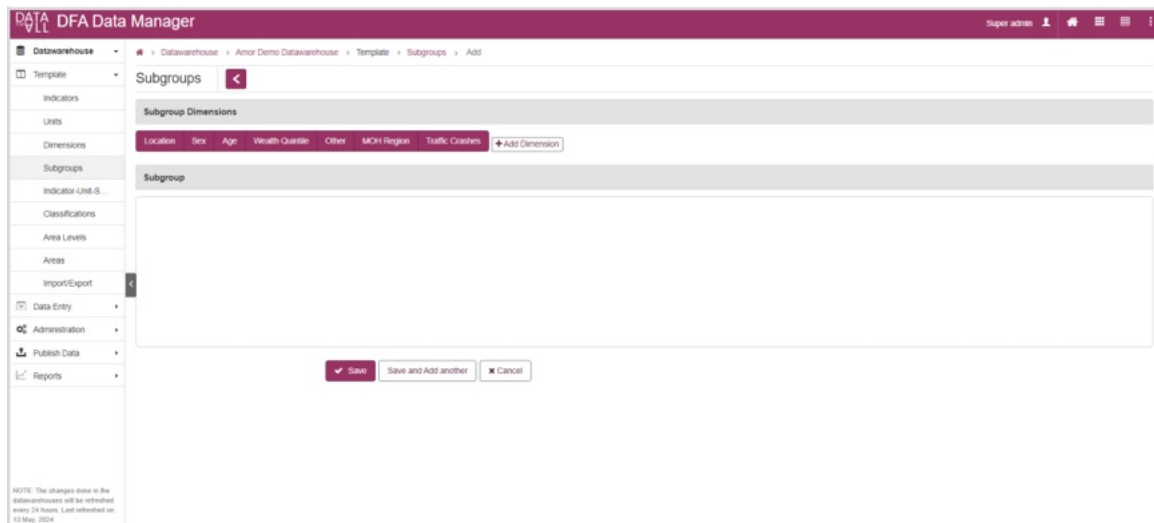 DATA FOR ALL DFA Data Manager
Super admin
Datawarehouse
Datawarehouse > Amor Demo Datawarehouse > Template > Subgroups > Add
Template
Subgroups
Indicators
Units
Dimensions
Subgroups
Indicator-Unit-S...
Classifications
Area Levels
Areas
Import/Export
Data Entry
Administration
Publish Data
Reports
Subgroup Dimensions
Location Sex Age Wealth Quintile Other MOH Region Traffic Crashes +Add Dimension
Subgroup
Save Save and Add another × Cancel
NOTE: The changes done in the
datawarehouses will be refreshed
every 24 hours. Last refreshed on:
13 May, 2024